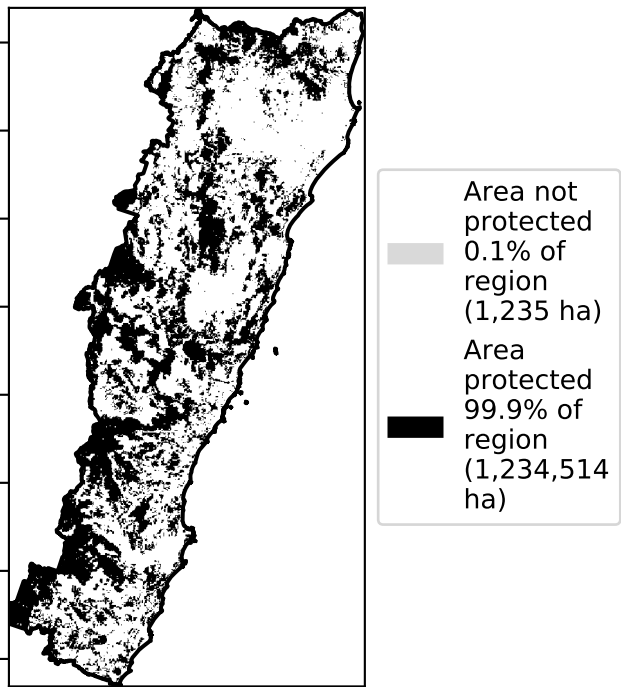 Area not
protected
0.1% of
region
(1,235 ha)
Area
protected
99.9% of
region
(1,234,514
ha)